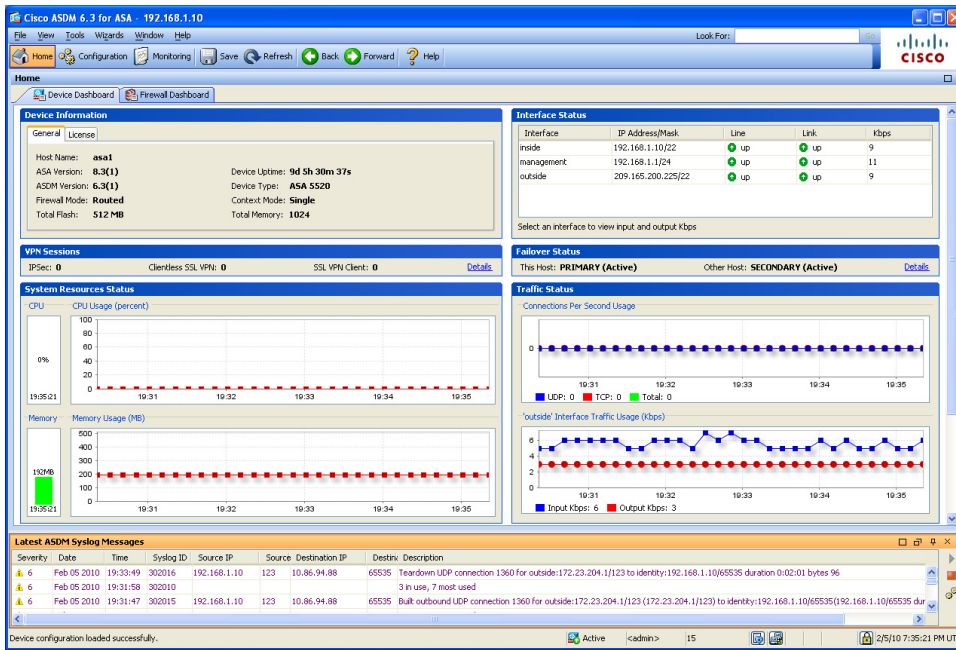 Cisco ASDM 6.3 for ASA - 192.168.1.10
File View Tools Wizards Window Help
Look For: Go
Home Configuration Monitoring Save Refresh Back Forward Help
CISCO
Home
Device Dashboard Firewall Dashboard
Device Information
General License
Host Name: asa1
ASA Version: 8.3(1) Device Uptime: 9d 5h 30m 37s
ASDM Version: 6.3(1) Device Type: ASA 5520
Firewall Mode: Routed Context Mode: Single
Total Flash: 512 MB Total Memory: 1024
Interface Status
Interface IP Address/Mask Line Link Kbps
inside 192.168.1.10/22 up up 9
management 192.168.1.1/24 up up 11
outside 209.165.200.225/22 up up 9
Select an interface to view input and output Kbps
VPN Sessions
IPSec: 0 Clientless SSL VPN: 0 SSL VPN Client: 0 Details
Failover Status
This Host: PRIMARY (Active) Other Host: SECONDARY (Active) Details
System Resources Status
CPU CPU Usage (percent)
100
80
60
40
20
0
0%
19:35:21 19:31 19:32 19:33 19:34 19:35
Memory Memory Usage (MB)
500
400
300
200
100
0
192MB
19:35:21 19:31 19:32 19:33 19:34 19:35
Traffic Status
Connections Per Second Usage
0
19:31 19:32 19:33 19:34 19:35
UDP: 0 TCP: 0 Total: 0
'outside' Interface Traffic Usage (Kbps)
6
4
2
0
19:31 19:32 19:33 19:34 19:35
Input Kbps: 6 Output Kbps: 3
Latest ASDM Syslog Messages
Severity Date Time Syslog ID Source IP Source Destination IP Destin Description
6 Feb 05 2010 19:33:49 302016 192.168.1.10 123 10.86.94.88 65535 Teardown UDP connection 1360 for outside:172.23.204.1/123 to identity:192.168.1.10/65535 duration 0:02:01 bytes 96
6 Feb 05 2010 19:31:58 302010 3 in use, 7 most used
6 Feb 05 2010 19:31:47 302015 192.168.1.10 123 10.86.94.88 65535 Built outbound UDP connection 1360 for outside:172.23.204.1/123 (172.23.204.1/123) to identity:192.168.1.10/65535(192.168.1.10/65535 dur
Device configuration loaded successfully. Active <admin> 15 2/5/10 7:35:21 PM UT